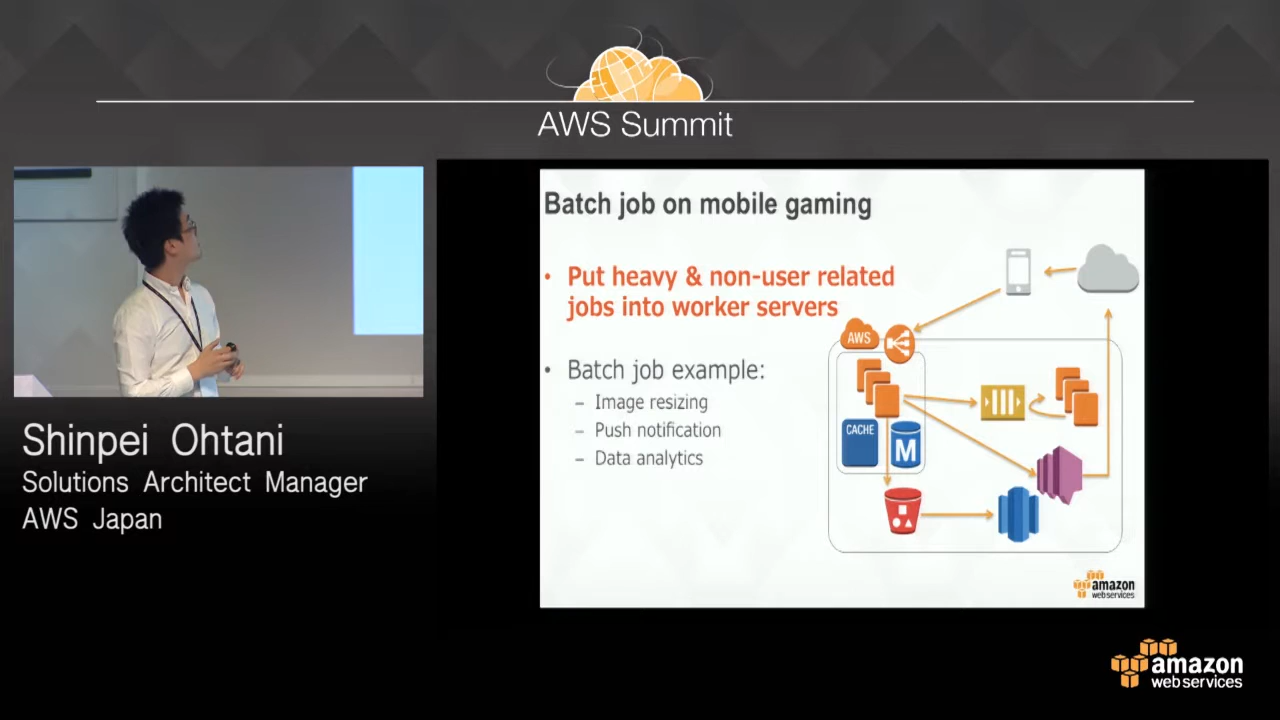 AWS Summit
Shinpei Ohtani
Solutions Architect Manager
AWS Japan
Batch job on mobile gaming
• Put heavy & non-user related
jobs into worker servers
• Batch job example:
– Image resizing
– Push notification
– Data analytics
AWS
CACHE
M
amazon
web services
amazon
web services